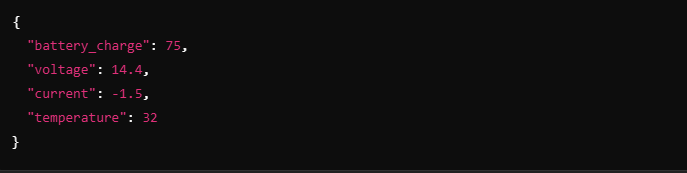 {
  "battery_charge": 75,
  "voltage": 14.4,
  "current": -1.5,
  "temperature": 32
}